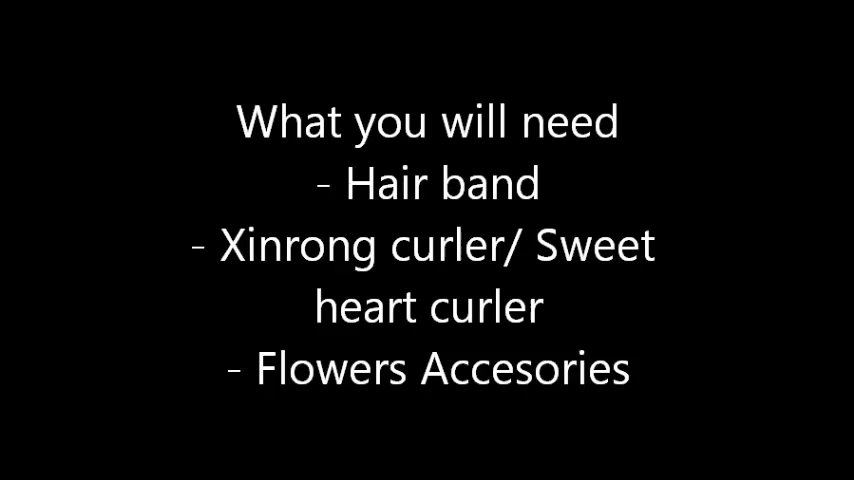 What you will need
- Hair band
- Xinrong curler/ Sweet
heart curler
- Flowers Accesories